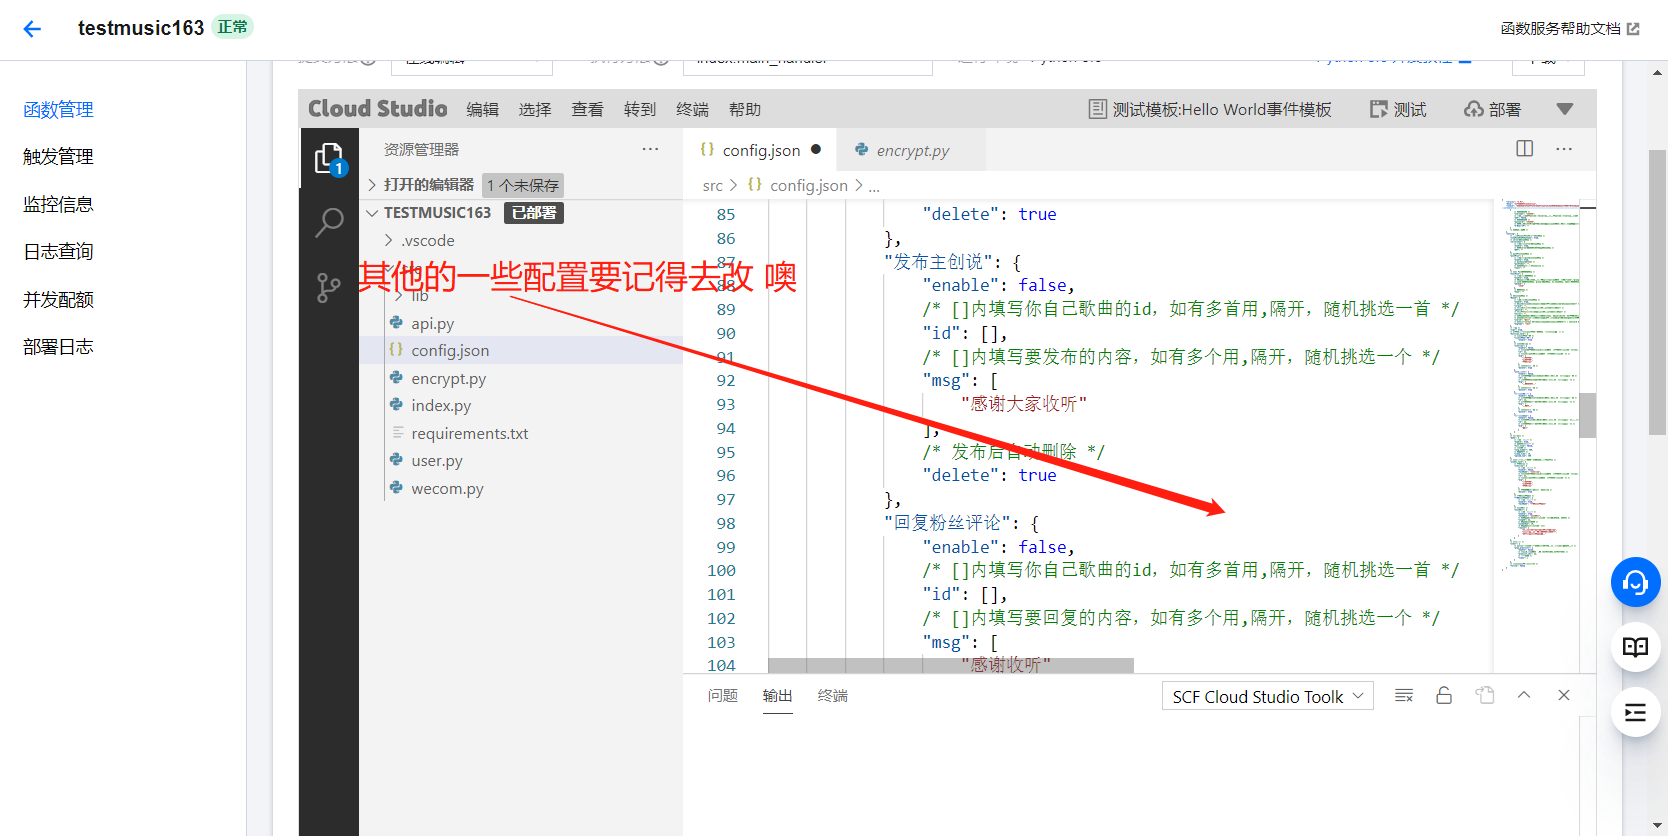 testmusic163 正常
函数服务帮助文档
函数管理
触发管理
监控信息
日志查询
并发配额
部署日志
Cloud Studio 编辑 选择 查看 转到 终端 帮助
测试模板:Hello World事件模板 测试 部署
资源管理器 ...
打开的编辑器 1 个未保存
TESTMUSIC163 已部署
.vscode
其他的一些配置要记得去改 噢
lib
api.py
config.json
encrypt.py
index.py
requirements.txt
user.py
wecom.py
1
config.json encrypt.py
src > {} config.json > ...
85 "delete": true
86 },
87 "发布主创说": {
88 "enable": false,
89 /* []内填写你自己歌曲的id，如有多首用,隔开，随机挑选一首 */
90 "id": [],
91 /* []内填写要发布的内容，如有多个用,隔开，随机挑选一个 */
92 "msg": [
93 "感谢大家收听"
94 ],
95 /* 发布后自动删除 */
96 "delete": true
97 },
98 "回复粉丝评论": {
99 "enable": false,
100 /* []内填写你自己歌曲的id，如有多首用,隔开，随机挑选一首 */
101 "id": [],
102 /* []内填写要回复的内容，如有多个用,隔开，随机挑选一个 */
103 "msg": [
104 "感谢收听"
问题 输出 终端
SCF Cloud Studio Toolk